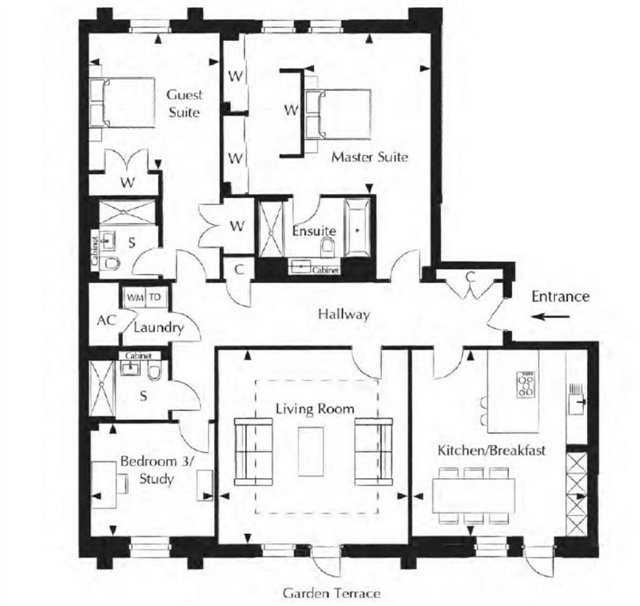 Guest
Suite
W
W
W
Master Suite
W
W
W
Cabinet
S
Ensuite
Cabinet
C
C
Entrance
AC
WM
TD
Laundry
Hallway
Cabinet
S
Living Room
Kitchen/Breakfast
Bedroom 3/
Study
Garden Terrace